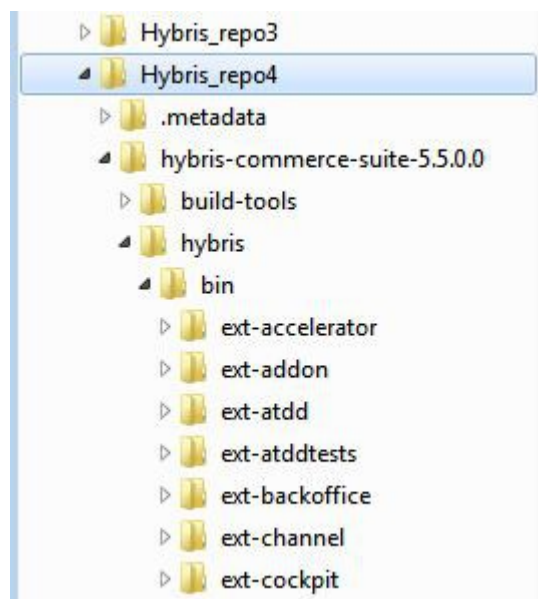 Hybris_repo3
Hybris_repo4
.metadata
hybris-commerce-suite-5.5.0.0
build-tools
hybris
bin
ext-accelerator
ext-addon
ext-atdd
ext-atddtests
ext-backoffice
ext-channel
ext-cockpit